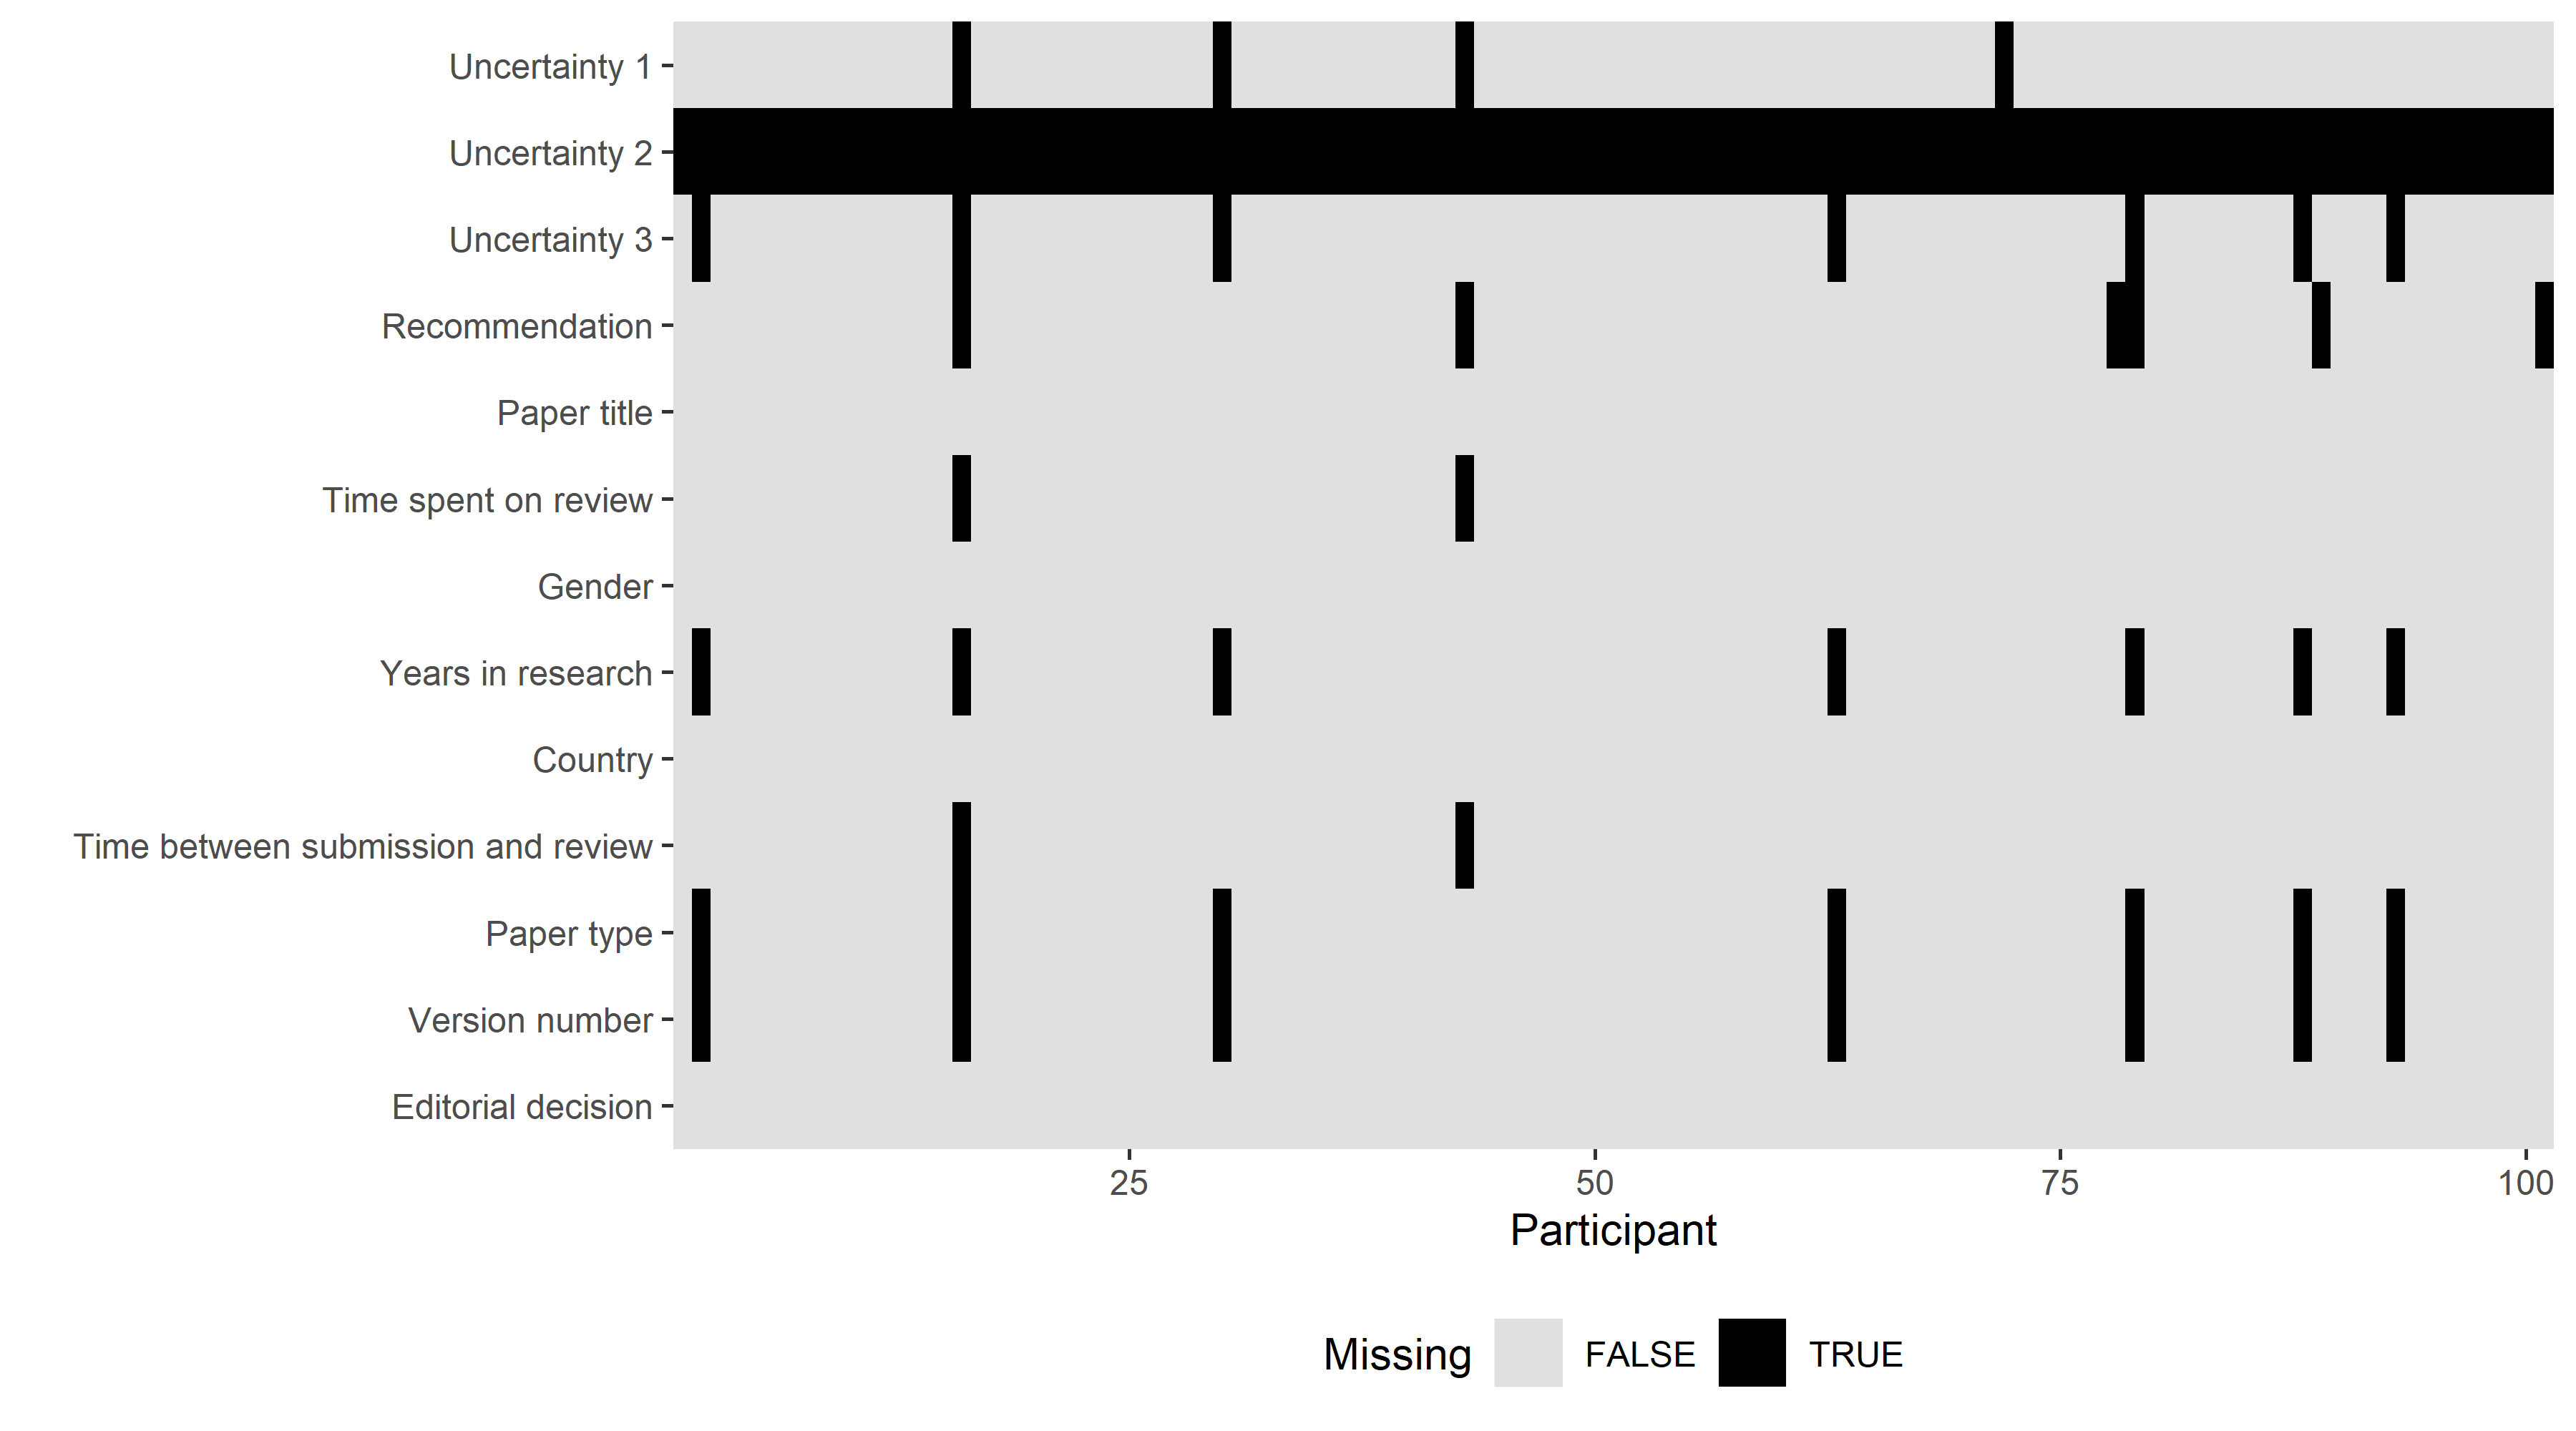 Uncertainty 1
Uncertainty 2
Uncertainty 3
Recommendation
Paper title
Time spent on review
Gender
Years in research
Country
Time between submission and review
Paper type
Version number
Editorial decision
25 50 75 100
Participant
Missing FALSE TRUE